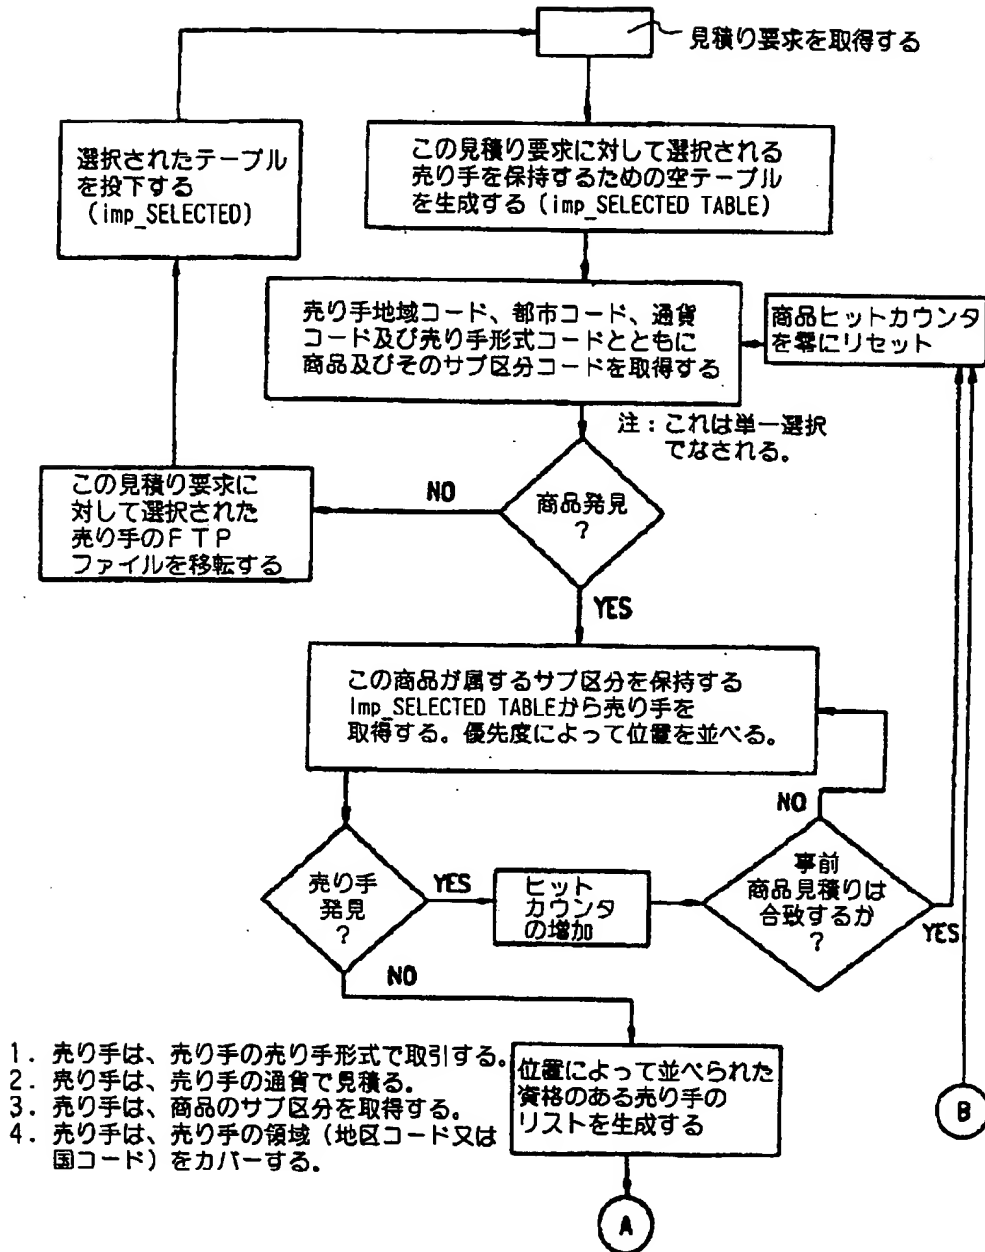 見積り要求を取得する
選択されたテーブル
を投下する
(imp_SELECTED)
この見積り要求に対して選択される
売り手を保持するための空テーブル
を生成する (imp_SELECTED TABLE)
売り手地域コード、都市コード、通貨
コード及び売り手形式コードとともに
商品及びそのサブ区分コードを取得する
商品ヒットカウンタ
を零にリセット
注：これは単一選択
でなされる。
この見積り要求に
対して選択された
売り手のＦＴＰ
ファイルを移転する
NO
商品発見
?
YES
この商品が属するサブ区分を保持する
Imp_SELECTED TABLEから売り手を
取得する。優先度によって位置を並べる。
NO
売り手
発見
?
YES
ヒット
カウンタ
の増加
事前
商品見積りは
合致するか
?
YES
NO
1. 売り手は、売り手の売り手形式で取引する。
2. 売り手は、売り手の通貨で見積る。
3. 売り手は、商品のサブ区分を取得する。
4. 売り手は、売り手の領域（地区コード又は
国コード）をカバーする。
位置によって並べられた
資格のある売り手の
リストを生成する
B
A